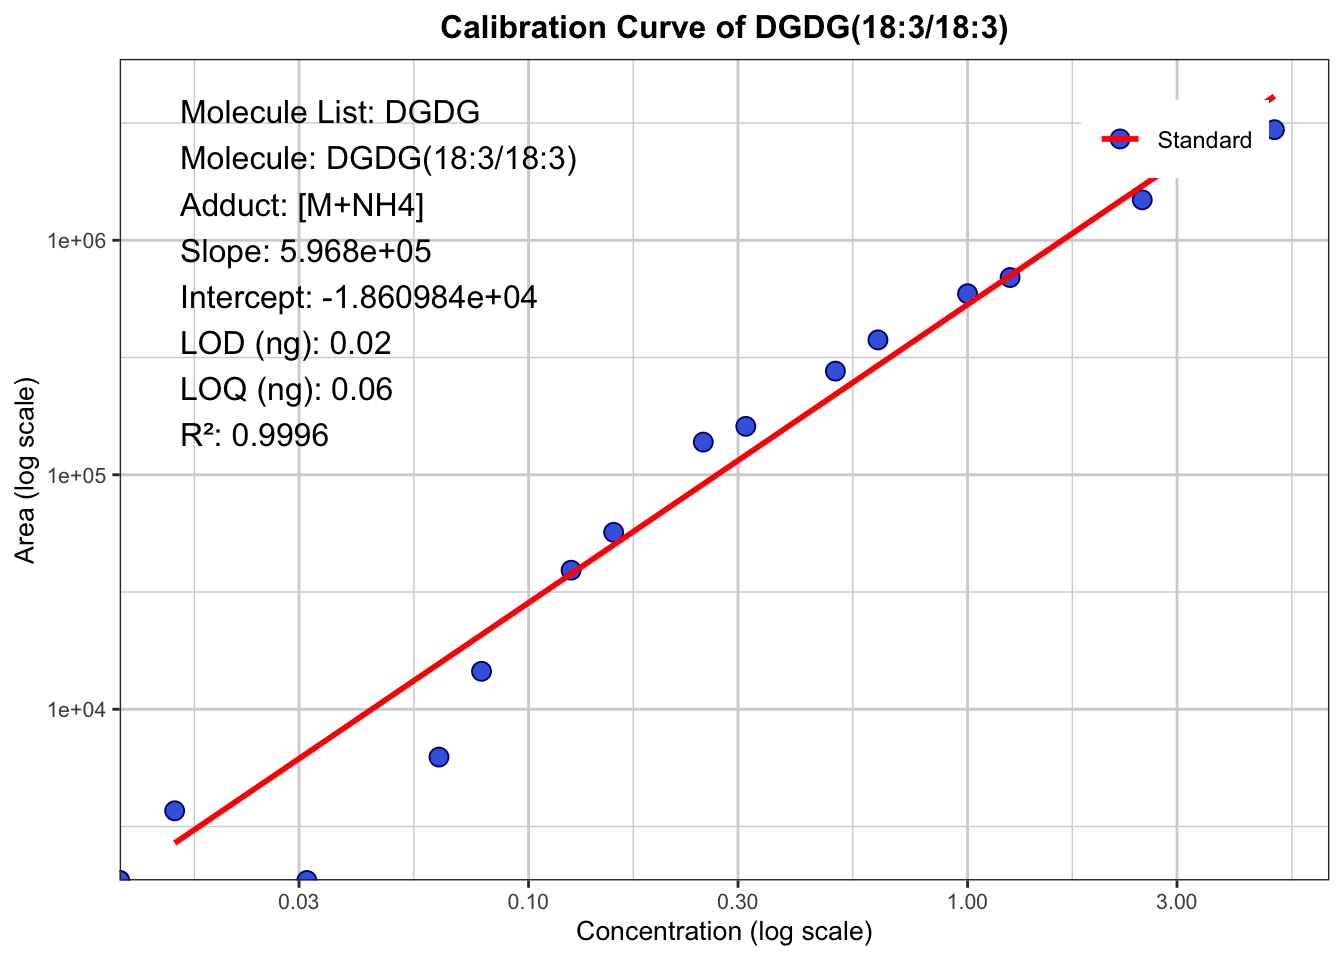 Calibration Curve of DGDG(18:3/18:3)
Molecule List: DGDG
Molecule: DGDG(18:3/18:3)
Adduct: [M+NH4]
Slope: 5.968e+05
Intercept: -1.860984e+04
LOD (ng): 0.02
LOQ (ng): 0.06
R²: 0.9996
Standard
Area (log scale)
1e+06
1e+05
1e+04
0.03 0.10 0.30 1.00 3.00
Concentration (log scale)